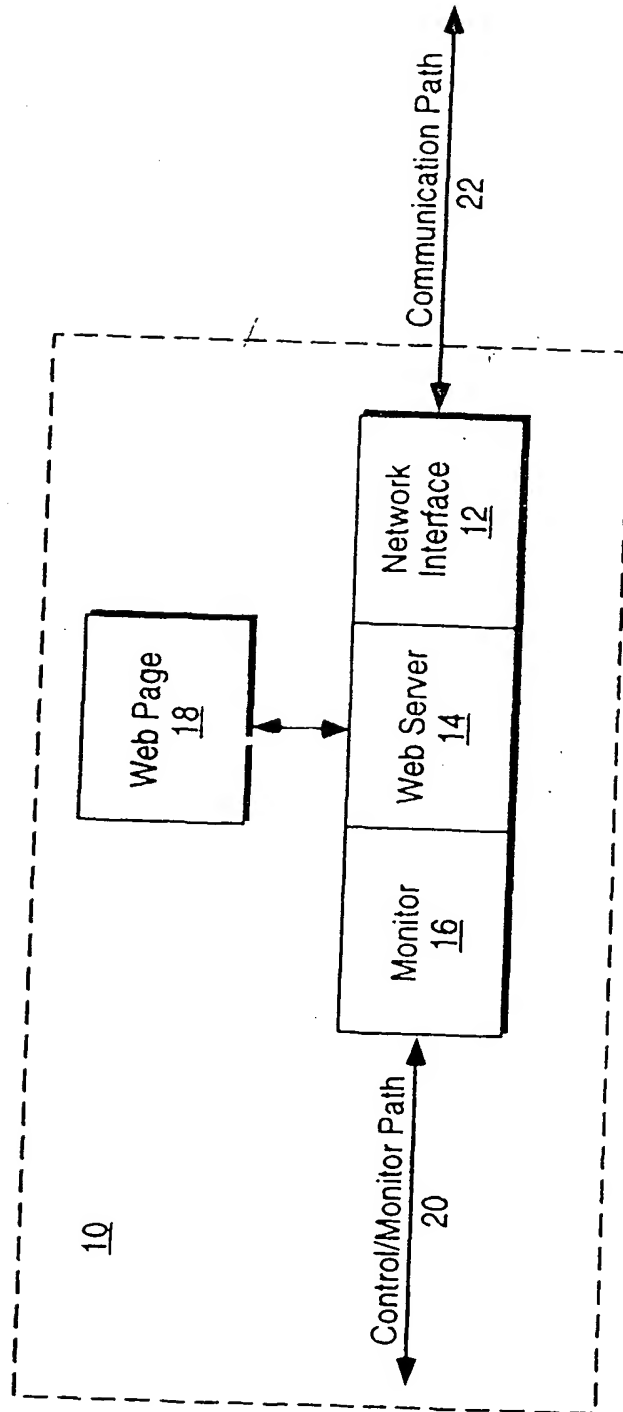 10
Web Page
18
Control/Monitor Path
20
Monitor
16
Web Server
14
Network
Interface
12
Communication Path
22